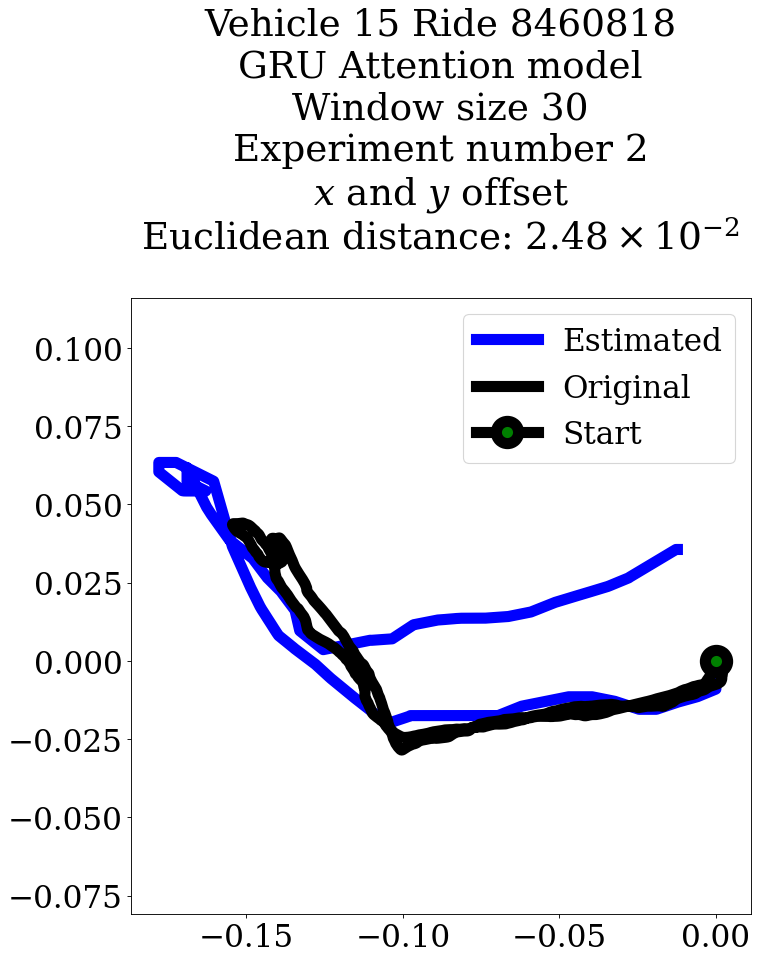 Vehicle 15 Ride 8460818
GRU Attention model
Window size 30
Experiment number 2
x and y offset
Euclidean distance: 2.48 × 10⁻²
Estimated
Original
Start
0.100
0.075
0.050
0.025
0.000
−0.025
−0.050
−0.075
−0.15 −0.10 −0.05 0.00